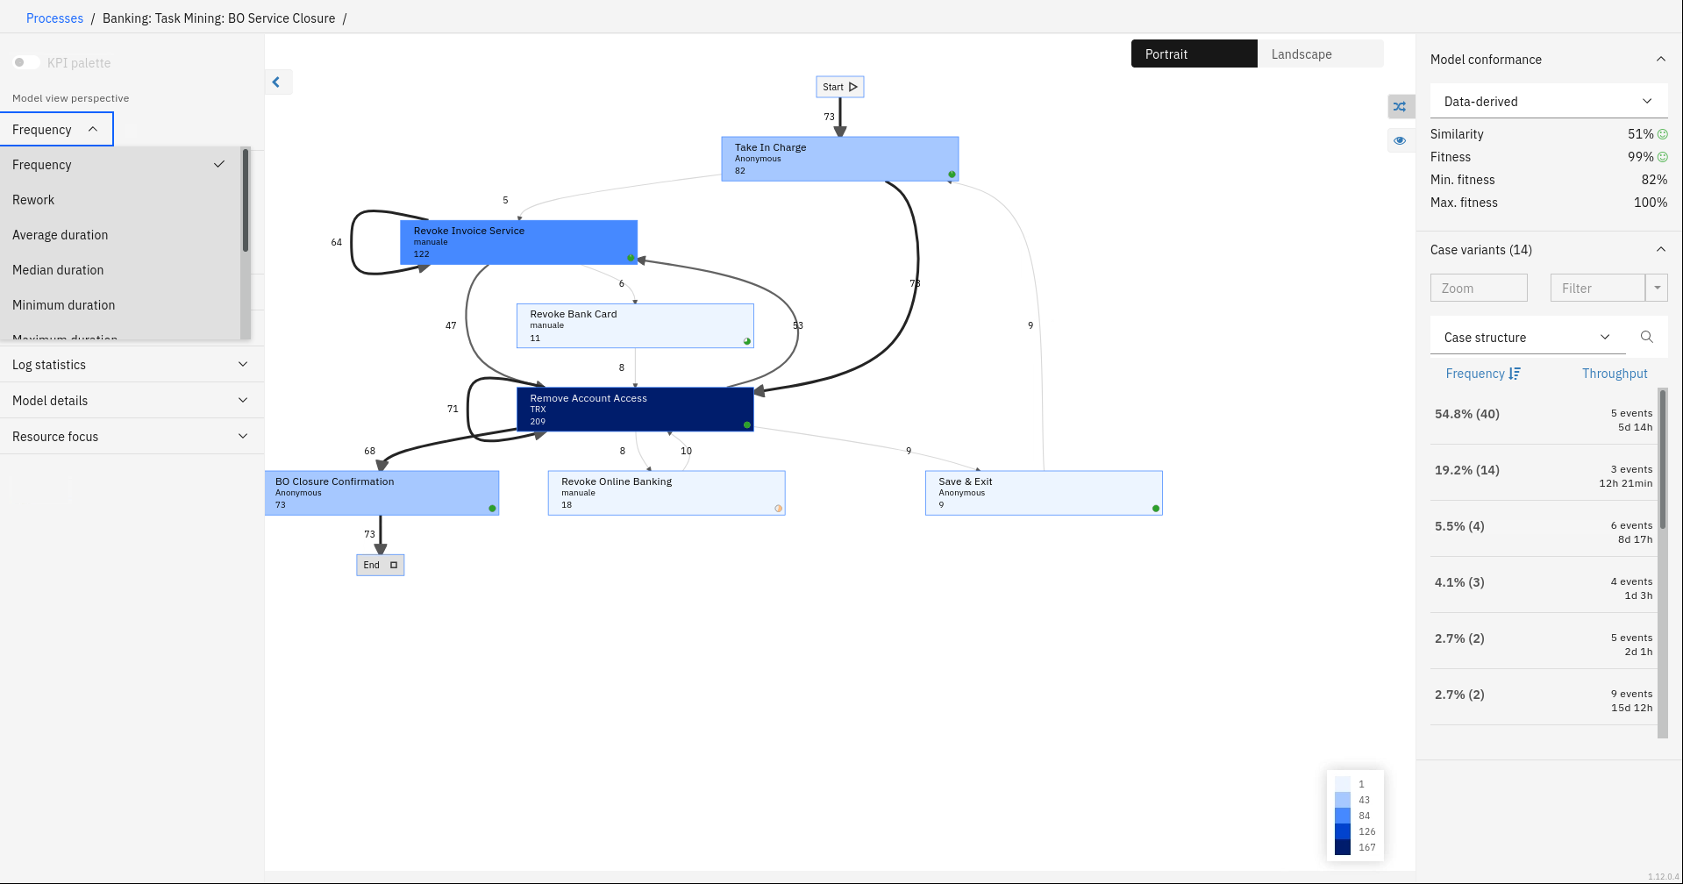 Processes / Banking: Task Mining: BO Service Closure /
KPI palette
Model view perspective
Frequency
Frequency
Rework
Average duration
Median duration
Minimum duration
Maximum duration
Log statistics
Model details
Resource focus
Portrait
Landscape
Start
73
Take In Charge
Anonymous
82
5
Revoke Invoice Service
manuale
122
64
6
73
Revoke Bank Card
manuale
11
47
53
9
8
Remove Account Access
TRX
209
71
68
8
10
9
BO Closure Confirmation
Anonymous
73
Revoke Online Banking
manuale
18
Save & Exit
Anonymous
9
73
End
1
43
84
126
167
Model conformance
Data-derived
Similarity 51%
Fitness 99%
Min. fitness 82%
Max. fitness 100%
Case variants (14)
Zoom
Filter
Case structure
Frequency
Throughput
54.8% (40)
5 events
5d 14h
19.2% (14)
3 events
12h 21min
5.5% (4)
6 events
8d 17h
4.1% (3)
4 events
1d 3h
2.7% (2)
5 events
2d 1h
2.7% (2)
9 events
15d 12h
1.12.0.4